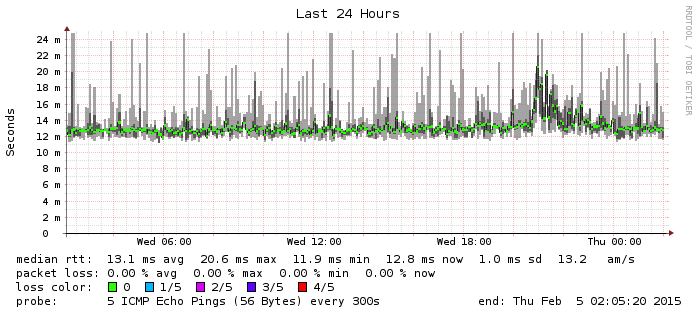 Last 24 Hours
RRDTOOL / TOBI OETIKER
Seconds
24 m
22 m
20 m
18 m
16 m
14 m
12 m
10 m
8 m
6 m
4 m
2 m
0
Wed 06:00 Wed 12:00 Wed 18:00 Thu 00:00
median rtt: 13.1 ms avg 20.6 ms max 11.9 ms min 12.8 ms now 1.0 ms sd 13.2 am/s
packet loss: 0.00 % avg 0.00 % max 0.00 % min 0.00 % now
loss color: 0 1/5 2/5 3/5 4/5
probe: 5 ICMP Echo Pings (56 Bytes) every 300s end: Thu Feb 5 02:05:20 2015